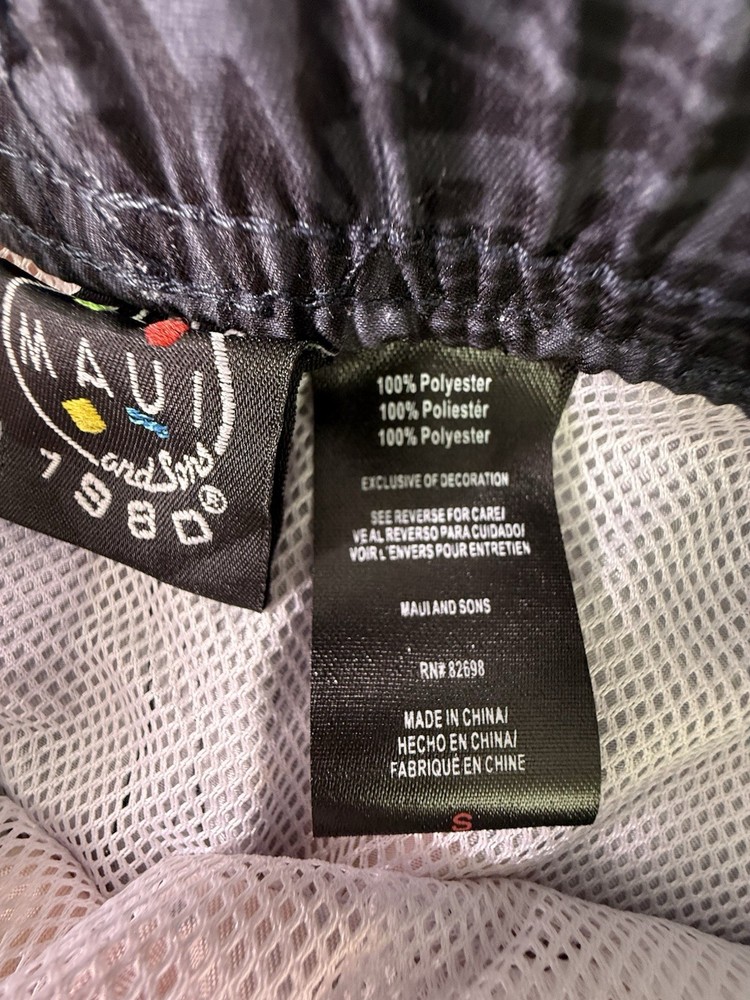 MAUI
and Sons
1980®
100% Polyester
100% Poliestér
100% Polyester
EXCLUSIVE OF DECORATION
SEE REVERSE FOR CARE/
VE AL REVERSO PARA CUIDADO/
VOIR L'ENVERS POUR ENTRETIEN
MAUI AND SONS
RN# 82698
MADE IN CHINA/
HECHO EN CHINA/
FABRIQUÉ EN CHINE
S